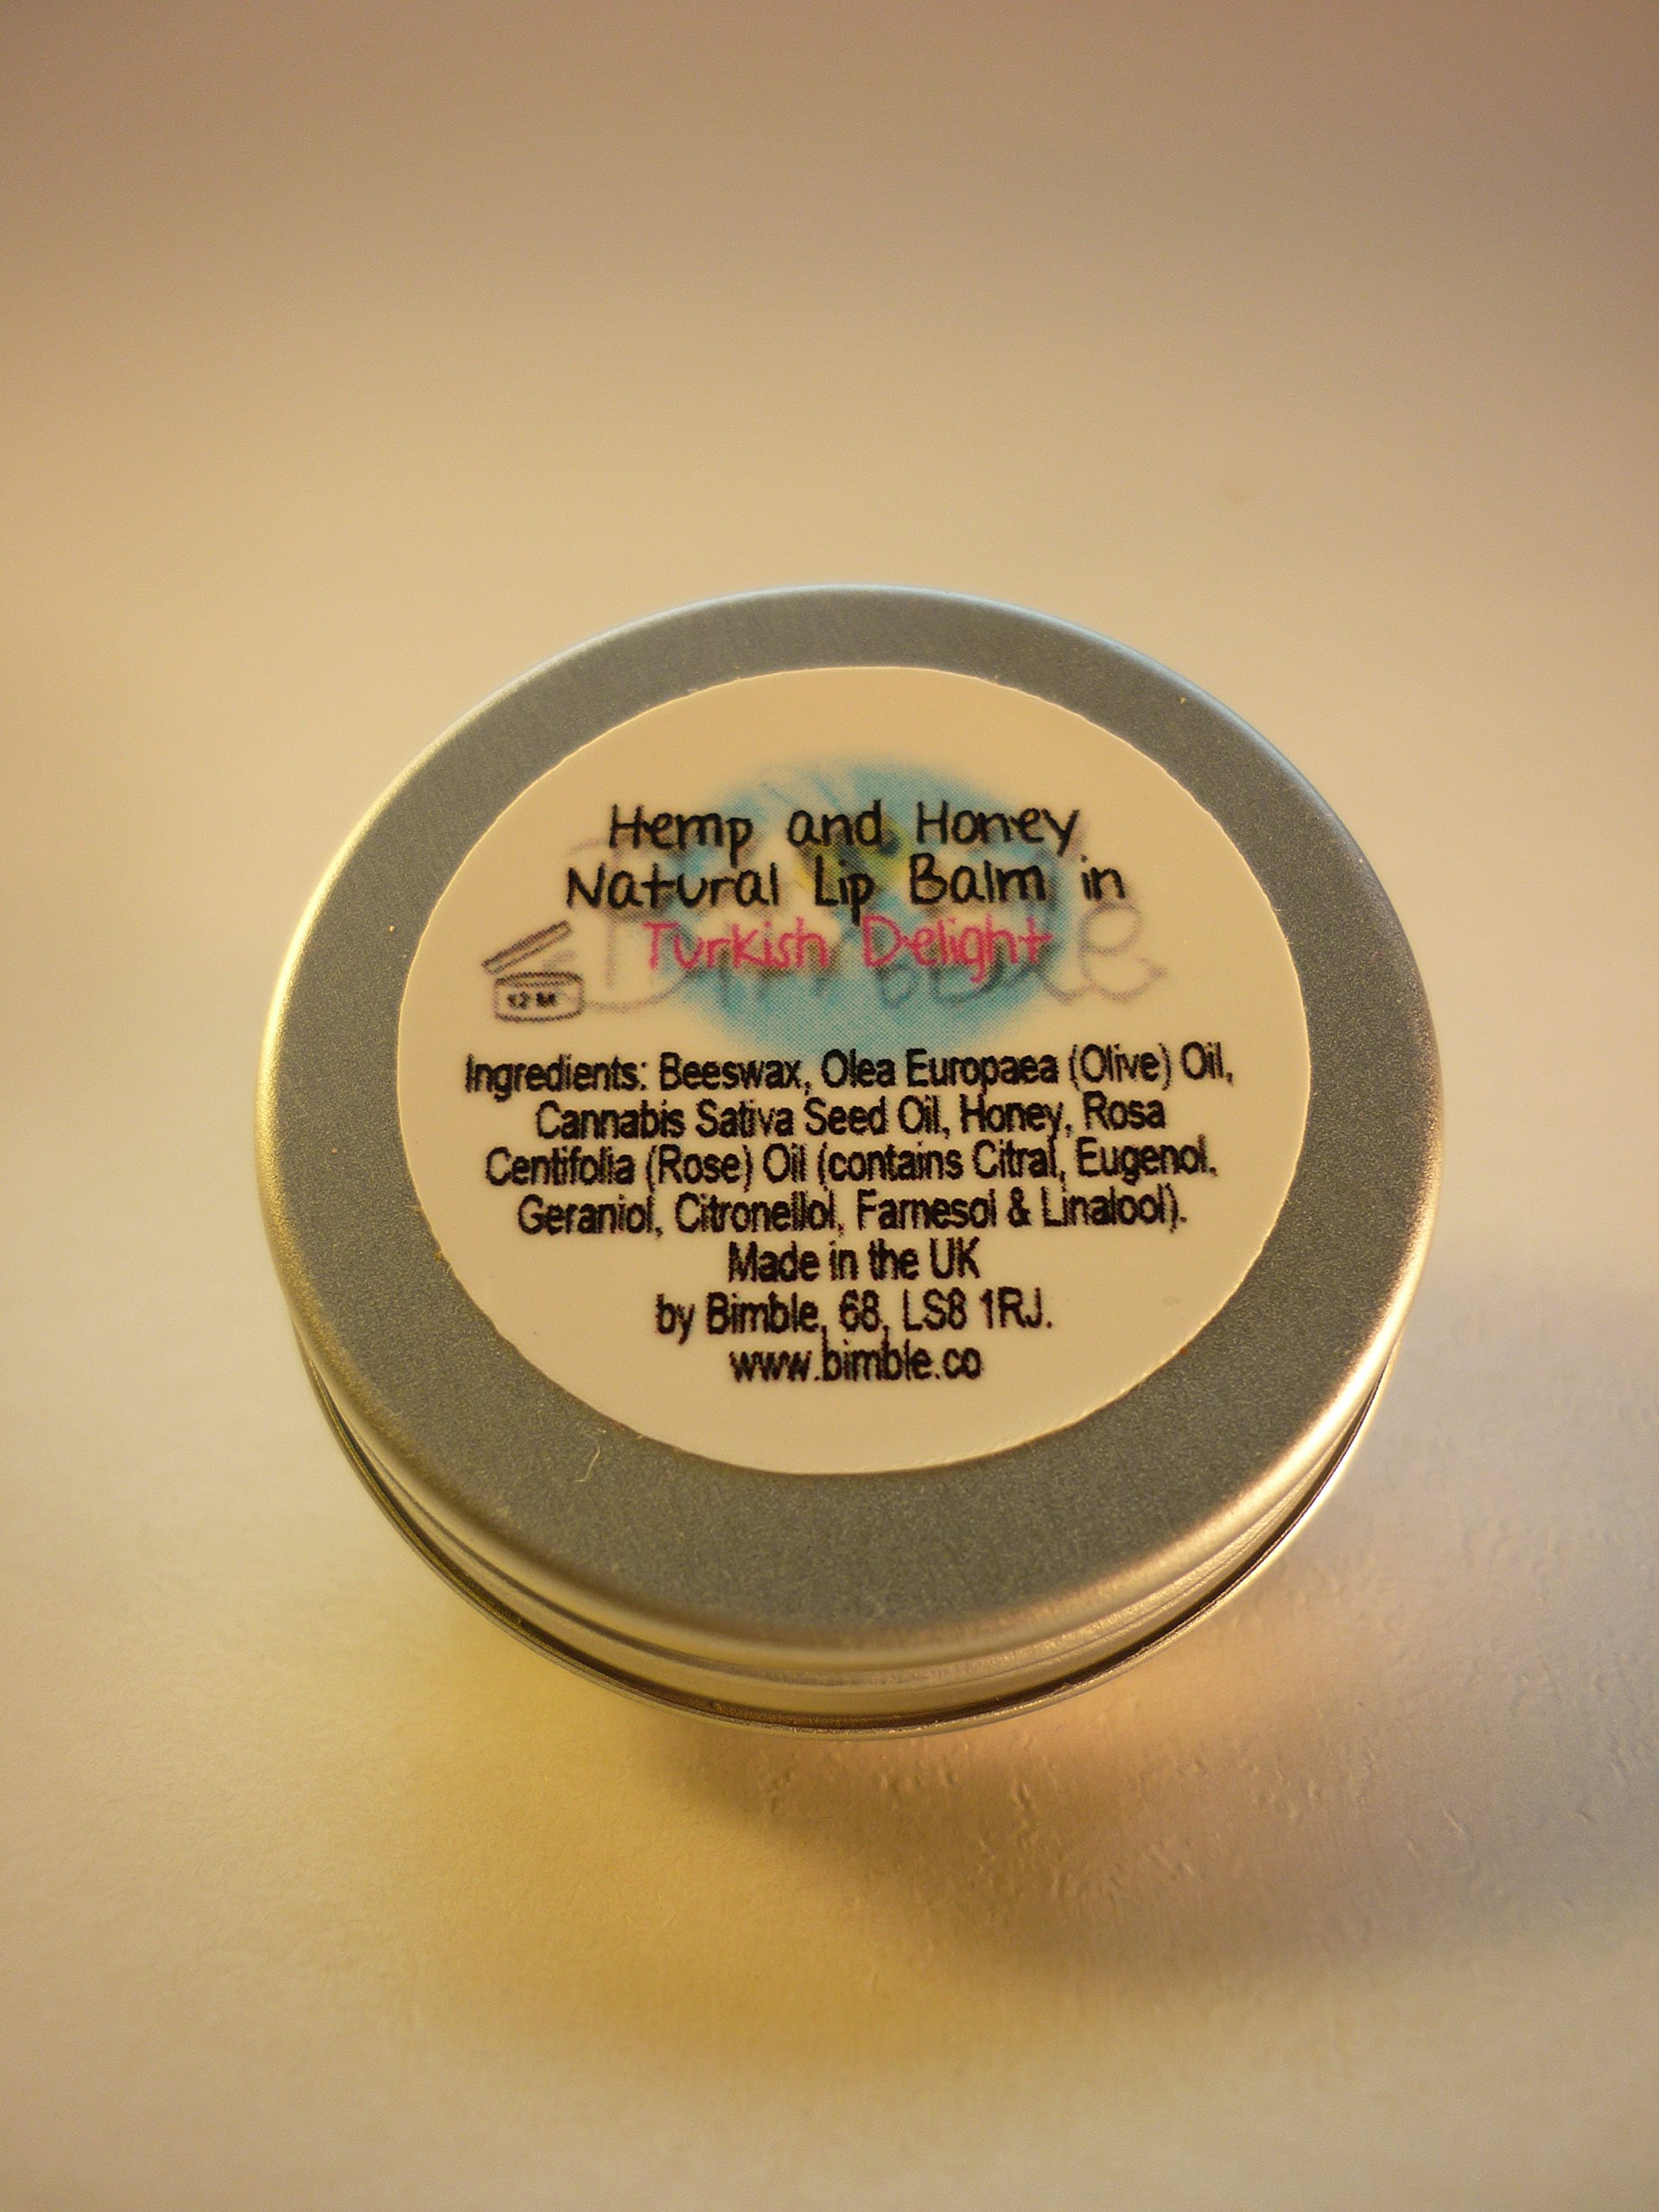 Hemp and Honey
Natural Lip Balm in
Turkish Delight
Bimble
12 M
Ingredients: Beeswax, Olea Europaea (Olive) Oil,
Cannabis Sativa Seed Oil, Honey, Rosa
Centifolia (Rose) Oil (contains Citral, Eugenol,
Geraniol, Citronellol, Farnesol & Linalool).
Made in the UK
by Bimble, 68, LS8 1RJ.
www.bimble.co